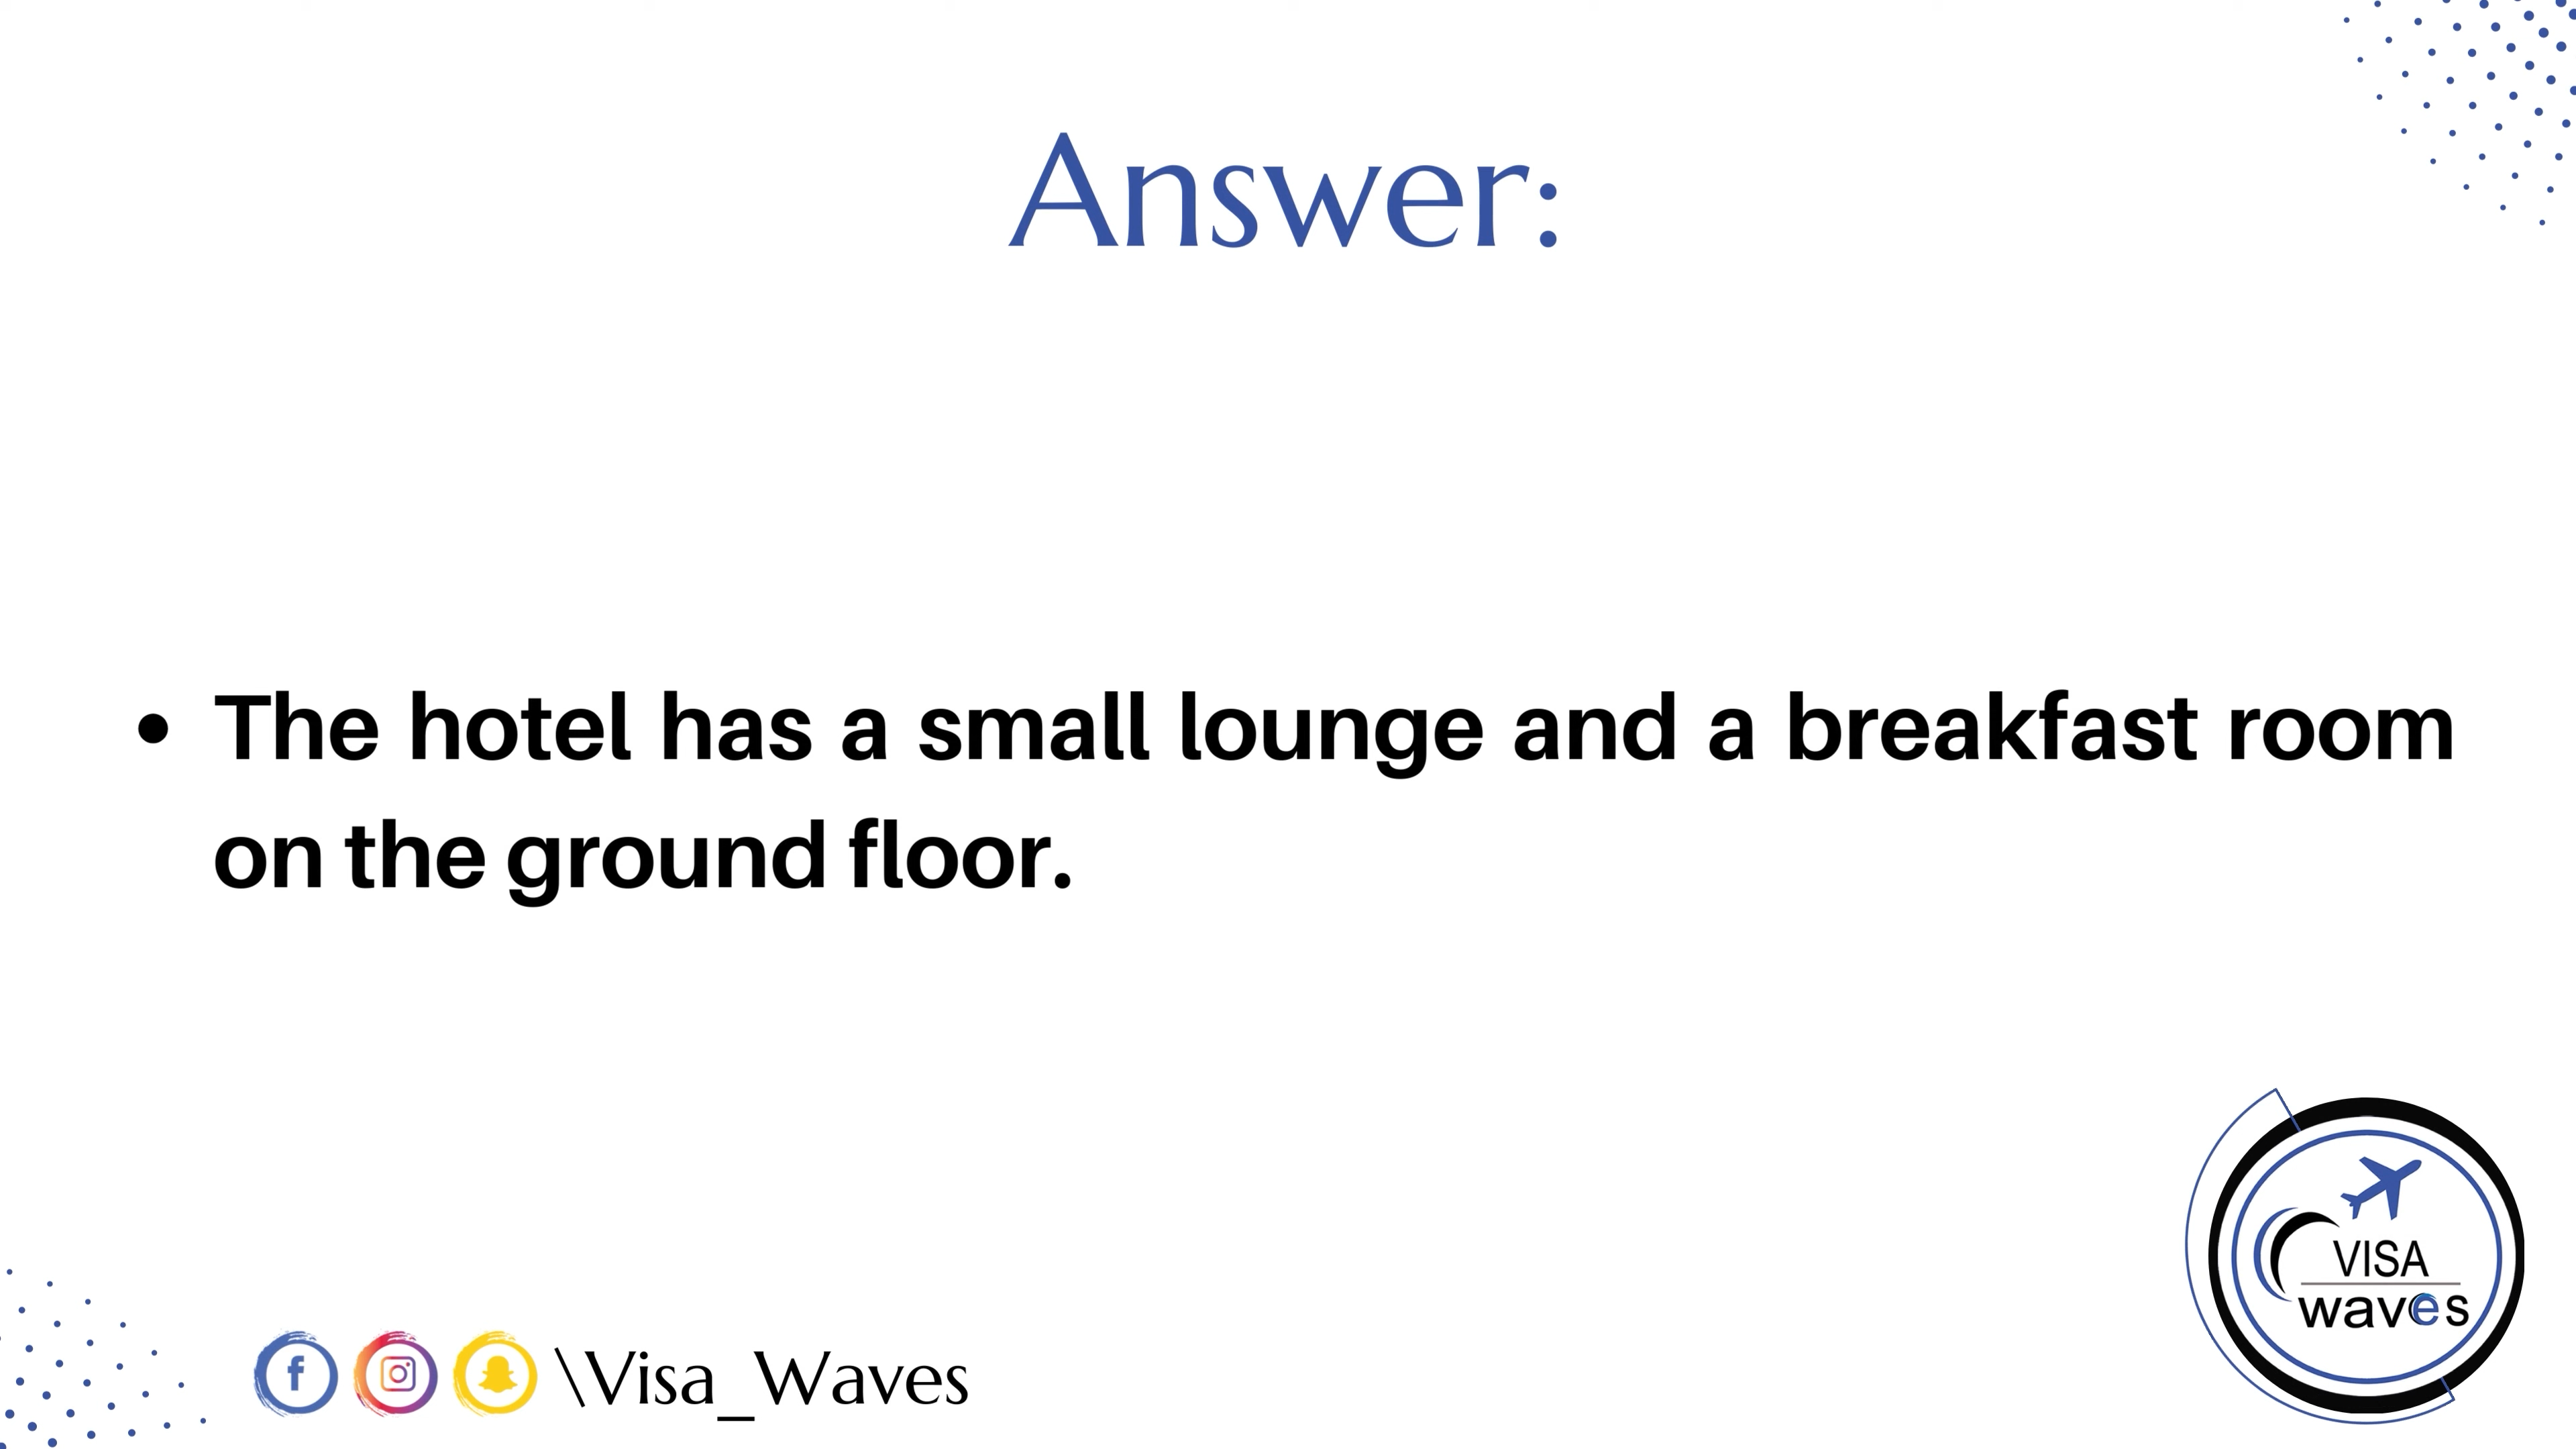 Answer:
• The hotel has a small lounge and a breakfast room
on the ground floor.
VISA
waves
\Visa_Waves